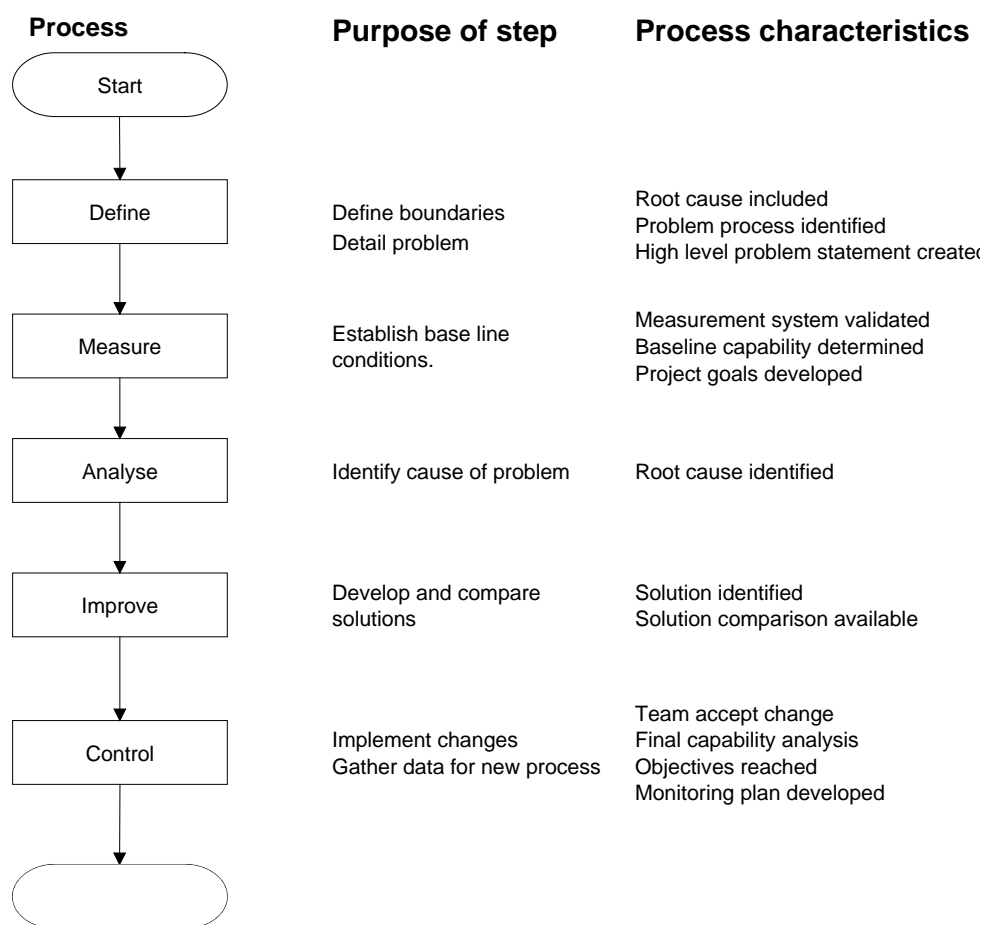 Process Purpose of step Process characteristics
Start
Define
Define boundaries
Detail problem
Root cause included
Problem process identified
High level problem statement created
Measure
Establish base line
conditions.
Measurement system validated
Baseline capability determined
Project goals developed
Analyse
Identify cause of problem
Root cause identified
Improve
Develop and compare
solutions
Solution identified
Solution comparison available
Control
Implement changes
Gather data for new process
Team accept change
Final capability analysis
Objectives reached
Monitoring plan developed